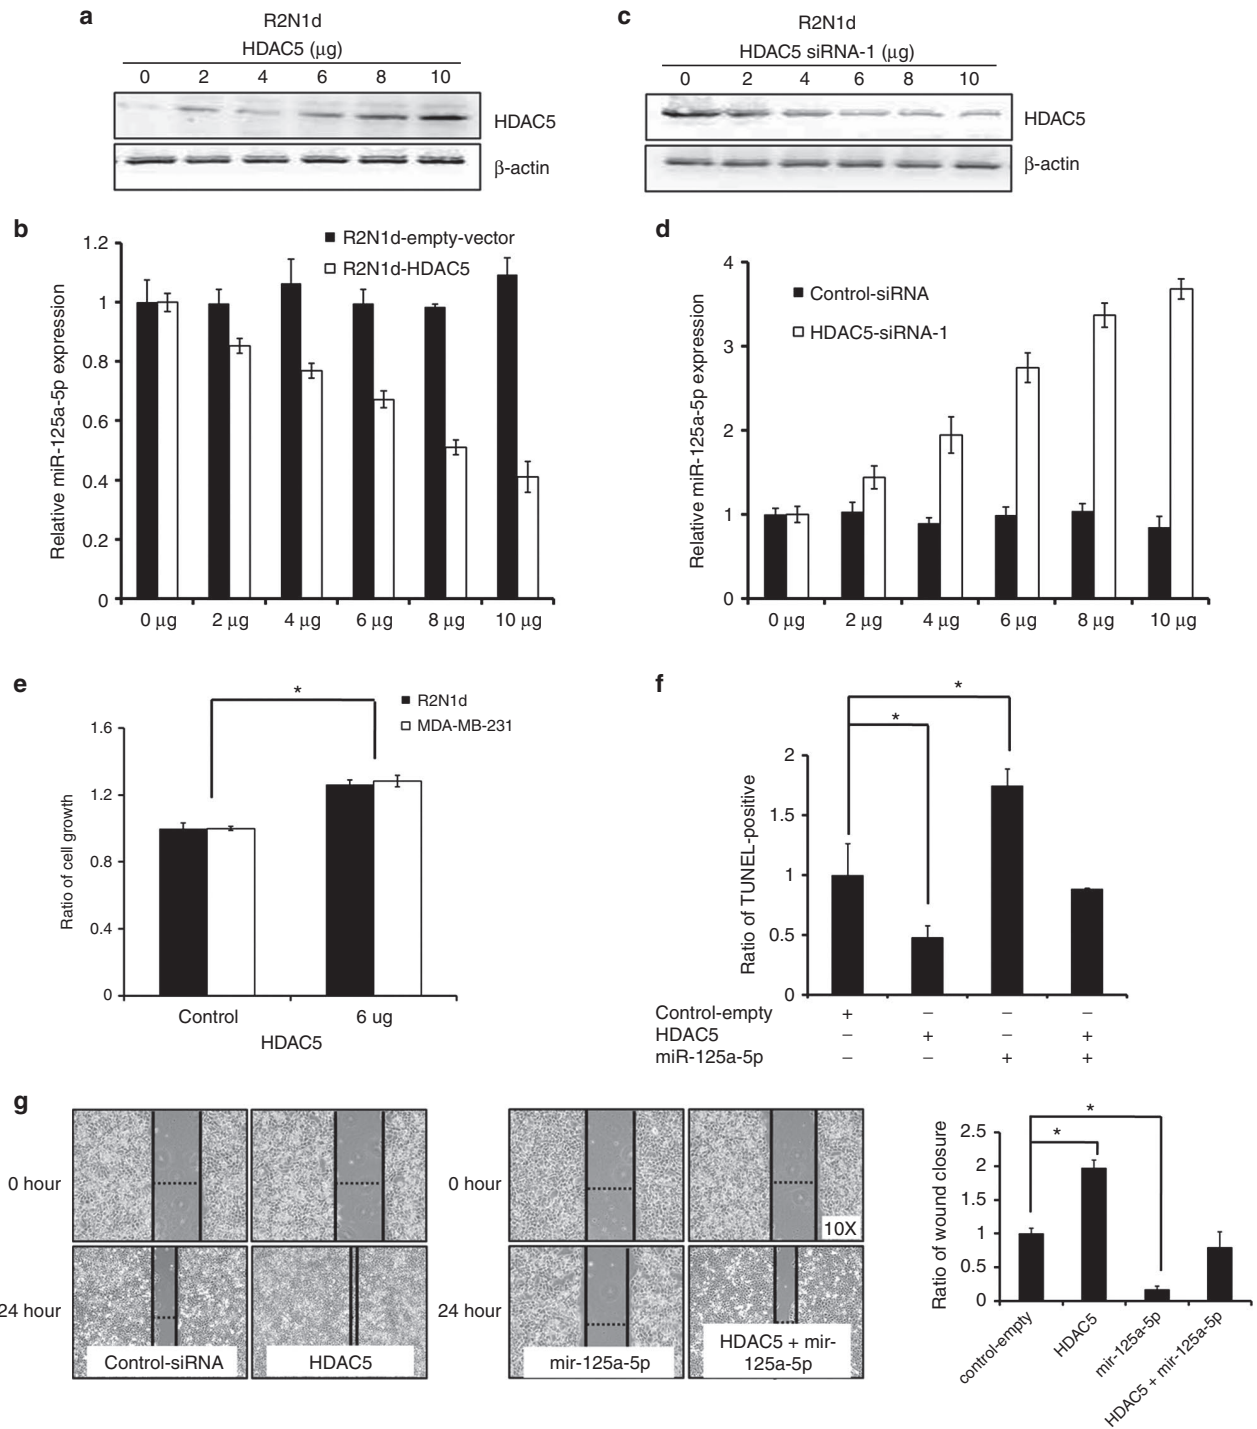 a
R2N1d
HDAC5 (μg)
0 2 4 6 8 10
HDAC5
β-actin
c
R2N1d
HDAC5 siRNA-1 (μg)
0 2 4 6 8 10
HDAC5
β-actin
b
R2N1d-empty-vector
R2N1d-HDAC5
Relative miR-125a-5p expression
1.2
1
0.8
0.6
0.4
0.2
0
0 μg 2 μg 4 μg 6 μg 8 μg 10 μg
d
Control-siRNA
HDAC5-siRNA-1
Relative miR-125a-5p expression
4
3
2
1
0
0 μg 2 μg 4 μg 6 μg 8 μg 10 μg
e
*
R2N1d
MDA-MB-231
Ratio of cell growth
1.6
1.2
0.8
0.4
0
Control 6 ug
HDAC5
f
*
*
Ratio of TUNEL-positive
2
1.5
1
0.5
0
Control-empty + – – –
HDAC5 – + – +
miR-125a-5p – – + +
g
0 hour
24 hour
Control-siRNA
HDAC5
0 hour
10X
24 hour
mir-125a-5p
HDAC5 + mir-
125a-5p
*
*
Ratio of wound closure
2.5
2
1.5
1
0.5
0
control-empty
HDAC5
mir-125a-5p
HDAC5 + mir-125a-5p